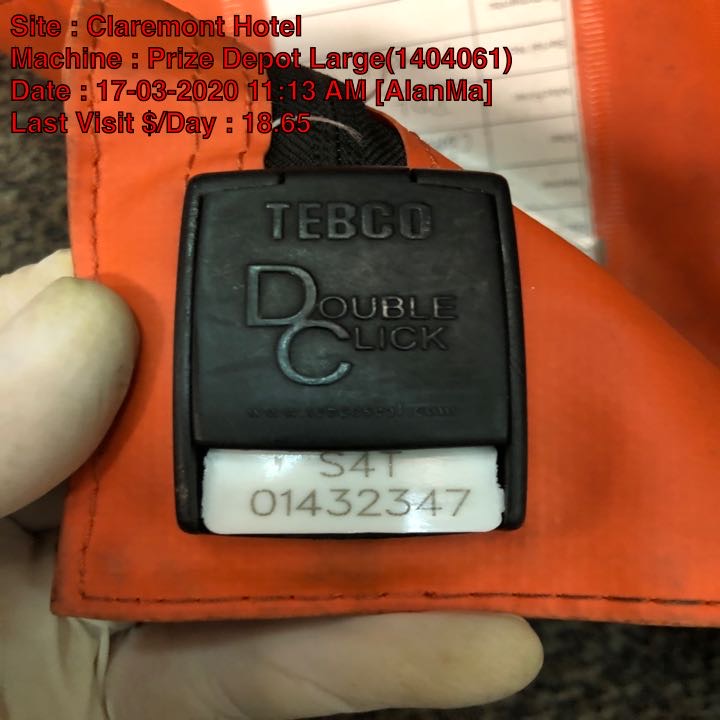 Site : Claremont Hotel
Machine : Prize Depot Large(1404061)
Date : 17-03-2020 11:13 AM [AlanMa]
Last Visit $/Day : 18.65
TEBCO
DOUBLE
CLICK
S4T
01432347